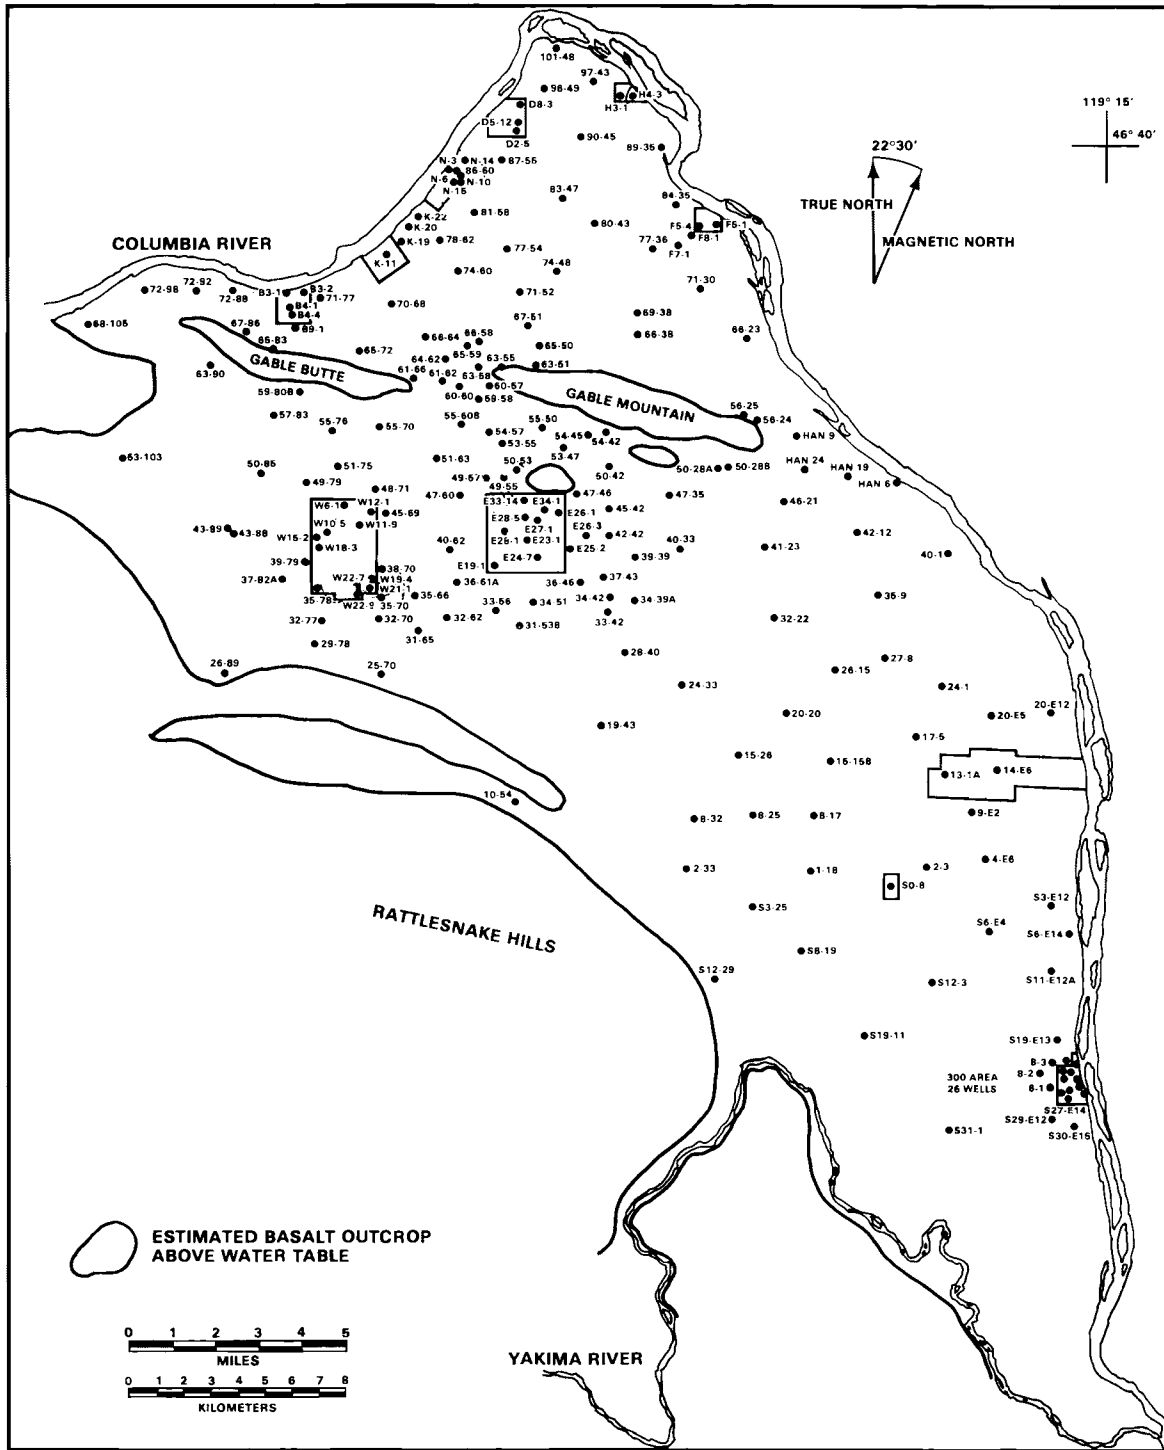 101-48
97-43
98-49
H4-3
H3-1
D8-3
D5-12
D2-5
90-45
89-35
119° 15'
46° 40'
22°30'
TRUE NORTH
MAGNETIC NORTH
N-3
N-14
87-55
86-60
N-6
N-10
N-15
83-47
84-35
81-58
K-22
K-20
K-19
78-62
K-11
80-43
F5-4
F5-1
F8-1
F7-1
77-36
77-54
COLUMBIA RIVER
74-60
74-48
72-98
72-92
72-88
B3-1
B3-2
71-77
B4-1
B4-4
B9-1
70-68
71-52
71-30
69-38
68-105
67-86
67-51
66-64
66-58
66-38
66-23
65-83
65-72
65-59
65-50
GABLE BUTTE
64-62
63-90
63-55
63-51
61-66
61-62
63-58
60-60
60-57
59-58
59-80B
GABLE MOUNTAIN
57-83
56-25
56-24
55-76
55-70
55-60B
55-50
54-57
54-45
54-42
53-55
53-47
HAN 9
53-103
51-75
51-63
50-85
50-53
50-42
50-28A
50-28B
HAN 24
HAN 19
HAN 6
49-79
49-57
49-55
48-71
47-60
47-46
47-35
46-21
W6-1
W12-1
45-69
E33-14
E34-1
E26-1
45-42
43-89
43-88
W10-5
W11-9
W15-2
W18-3
E28-5
E27-1
E28-1
E23-1
E26-3
42-42
42-12
E24-7
E25-2
E19-1
40-62
40-33
41-23
40-1
39-79
39-39
38-70
37-82A
W22-7
W19-4
W21-1
W22-9
35-78
35-70
35-66
36-61A
36-46
37-43
35-9
34-51
34-42
34-39A
33-56
33-42
32-77
32-70
32-62
32-22
31-65
31-53B
29-78
28-40
27-8
26-89
26-15
25-70
24-33
24-1
20-20
20-E5
20-E12
19-43
17-5
15-26
15-15B
13-1A
14-E6
10-54
9-E2
8-32
8-25
8-17
4-E6
2-33
1-18
2-3
S0-8
S3-25
S3-E12
RATTLESNAKE HILLS
S6-E4
S6-E14
S8-19
S12-29
S12-3
S11-E12A
S19-11
S19-E13
8-3
8-2
8-1
300 AREA
26 WELLS
S27-E14
S29-E12
S30-E15
S31-1
ESTIMATED BASALT OUTCROP
ABOVE WATER TABLE
0 1 2 3 4 5
MILES
0 1 2 3 4 5 6 7 8
KILOMETERS
YAKIMA RIVER